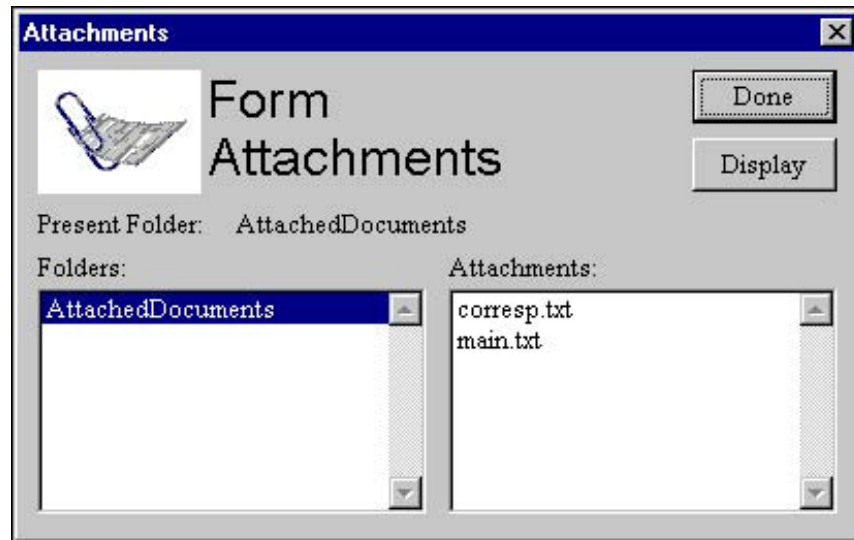 Attachments
Form
Attachments
Done
Display
Present Folder: AttachedDocuments
Folders:
AttachedDocuments
Attachments:
corresp.txt
main.txt